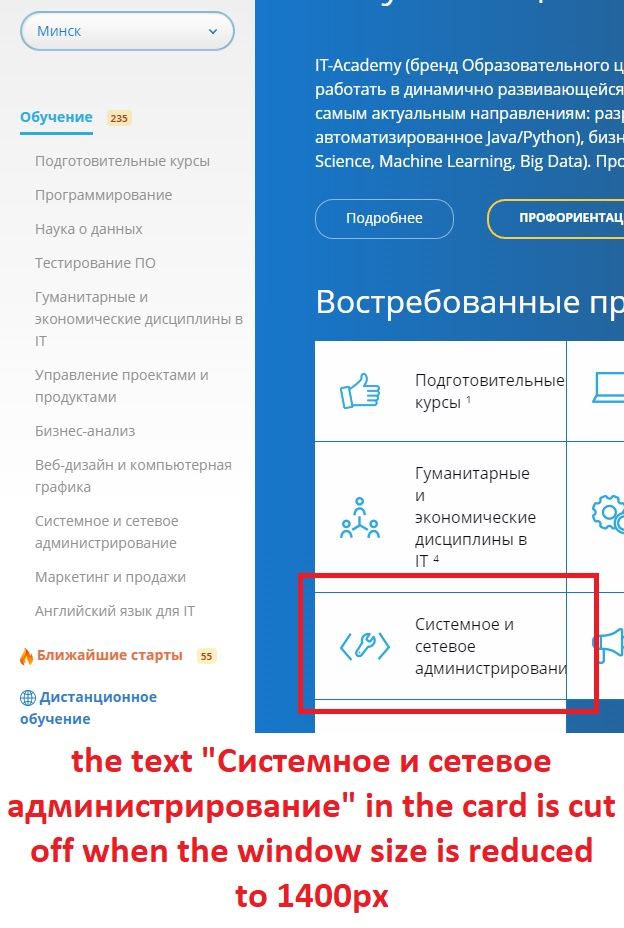 Минск
Обучение 235
Подготовительные курсы
Программирование
Наука о данных
Тестирование ПО
Гуманитарные и
экономические дисциплины в
IT
Управление проектами и
продуктами
Бизнес-анализ
Веб-дизайн и компьютерная
графика
Системное и сетевое
администрирование
Маркетинг и продажи
Английский язык для IT
Ближайшие старты 55
Дистанционное
обучение
IT-Academy (бренд Образовательного ц
работать в динамично развивающейся
самым актуальным направлениям: раз
автоматизированное Java/Python), бизн
Science, Machine Learning, Big Data). Про
Подробнее
ПРОФОРИЕНТАЦ
Востребованные пр
Подготовительные
курсы 1
Гуманитарные
и
экономические
дисциплины в
IT 4
Системное и
сетевое
администрировани
the text "Системное и сетевое
администрирование" in the card is cut
off when the window size is reduced
to 1400px